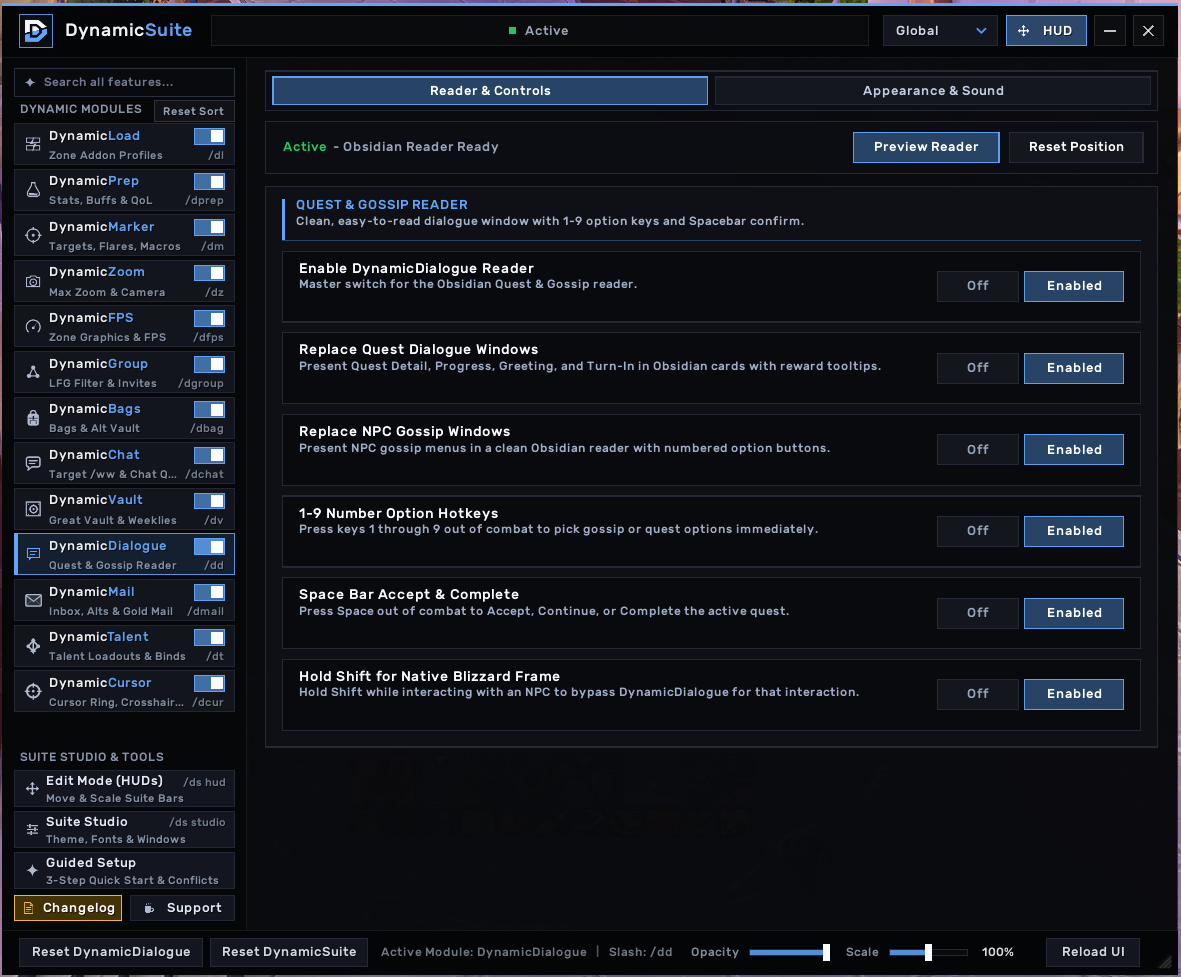 DynamicSuite
Active
Global
HUD
Search all features...
DYNAMIC MODULES
Reset Sort
DynamicLoad
Zone Addon Profiles /dl
DynamicPrep
Stats, Buffs & QoL /dprep
DynamicMarker
Targets, Flares, Macros /dm
DynamicZoom
Max Zoom & Camera /dz
DynamicFPS
Zone Graphics & FPS /dfps
DynamicGroup
LFG Filter & Invites /dgroup
DynamicBags
Bags & Alt Vault /dbag
DynamicChat
Target /ww & Chat Q... /dchat
DynamicVault
Great Vault & Weeklies /dv
DynamicDialogue
Quest & Gossip Reader /dd
DynamicMail
Inbox, Alts & Gold Mail /dmail
DynamicTalent
Talent Loadouts & Binds /dt
DynamicCursor
Cursor Ring, Crosshair... /dcur
SUITE STUDIO & TOOLS
Edit Mode (HUDs) /ds hud
Move & Scale Suite Bars
Suite Studio /ds studio
Theme, Fonts & Windows
Guided Setup
3-Step Quick Start & Conflicts
Changelog
Support
Reader & Controls
Appearance & Sound
Active - Obsidian Reader Ready
Preview Reader
Reset Position
QUEST & GOSSIP READER
Clean, easy-to-read dialogue window with 1-9 option keys and Spacebar confirm.
Enable DynamicDialogue Reader
Master switch for the Obsidian Quest & Gossip reader.
Off
Enabled
Replace Quest Dialogue Windows
Present Quest Detail, Progress, Greeting, and Turn-In in Obsidian cards with reward tooltips.
Off
Enabled
Replace NPC Gossip Windows
Present NPC gossip menus in a clean Obsidian reader with numbered option buttons.
Off
Enabled
1-9 Number Option Hotkeys
Press keys 1 through 9 out of combat to pick gossip or quest options immediately.
Off
Enabled
Space Bar Accept & Complete
Press Space out of combat to Accept, Continue, or Complete the active quest.
Off
Enabled
Hold Shift for Native Blizzard Frame
Hold Shift while interacting with an NPC to bypass DynamicDialogue for that interaction.
Off
Enabled
Reset DynamicDialogue
Reset DynamicSuite
Active Module: DynamicDialogue | Slash: /dd
Opacity
Scale
100%
Reload UI